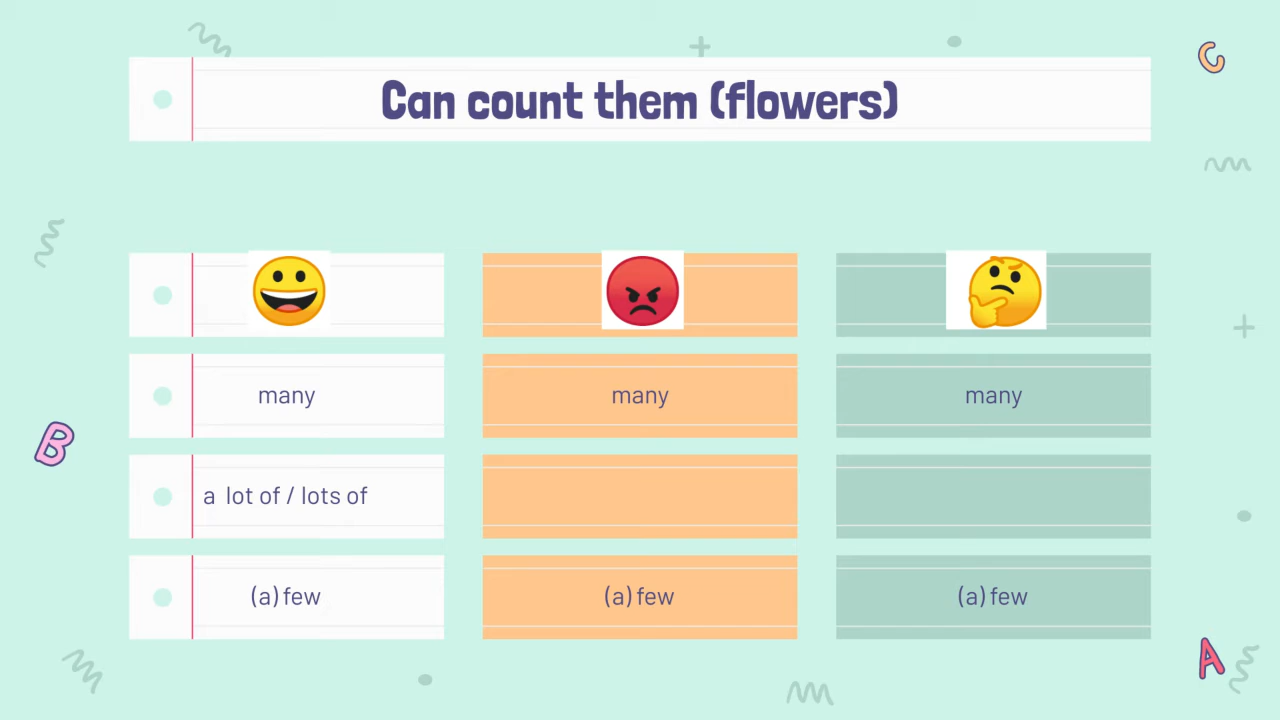 Can count them (flowers)
many many many
a lot of / lots of
(a) few (a) few (a) few
C
B
A